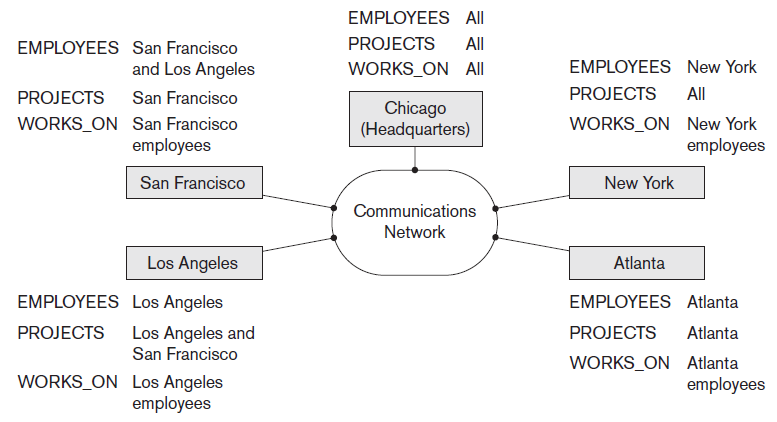 EMPLOYEES All
PROJECTS All
WORKS_ON All
Chicago
(Headquarters)
EMPLOYEES San Francisco
and Los Angeles
PROJECTS San Francisco
WORKS_ON San Francisco
employees
San Francisco
EMPLOYEES New York
PROJECTS All
WORKS_ON New York
employees
New York
Communications
Network
Los Angeles
EMPLOYEES Los Angeles
PROJECTS Los Angeles and
San Francisco
WORKS_ON Los Angeles
employees
Atlanta
EMPLOYEES Atlanta
PROJECTS Atlanta
WORKS_ON Atlanta
employees